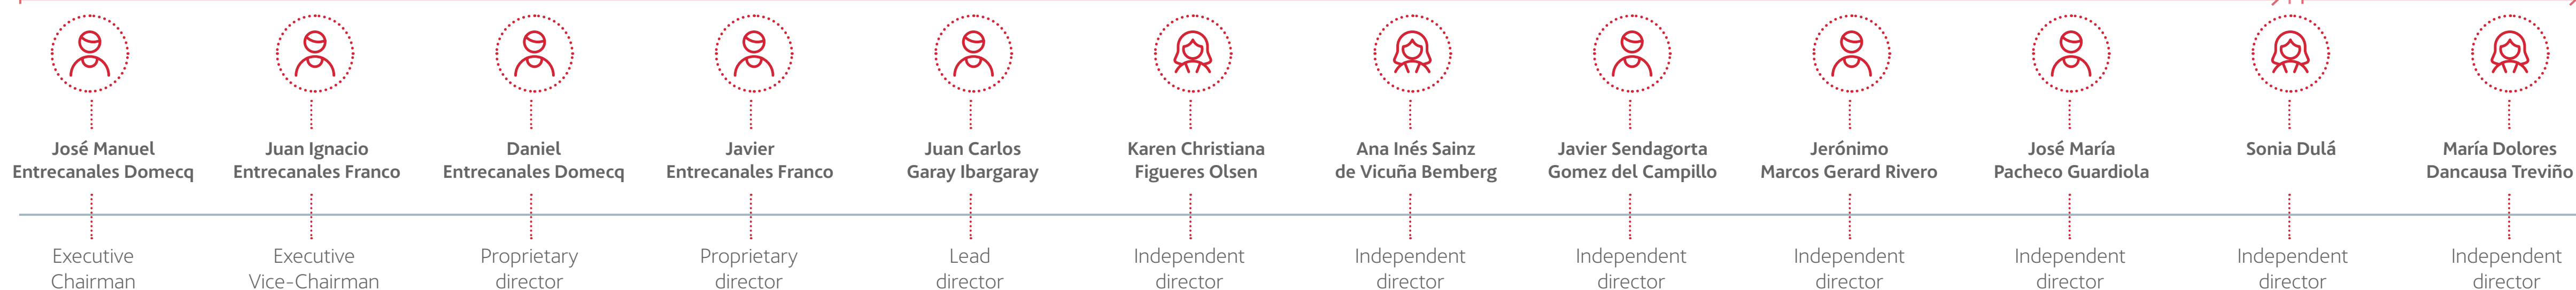 José Manuel
Entrecanales Domecq
Executive
Chairman
Juan Ignacio
Entrecanales Franco
Executive
Vice-Chairman
Daniel
Entrecanales Domecq
Proprietary
director
Javier
Entrecanales Franco
Proprietary
director
Juan Carlos
Garay Ibargaray
Lead
director
Karen Christiana
Figueres Olsen
Independent
director
Ana Inés Sainz
de Vicuña Bemberg
Independent
director
Javier Sendagorta
Gomez del Campillo
Independent
director
Jerónimo
Marcos Gerard Rivero
Independent
director
José María
Pacheco Guardiola
Independent
director
Sonia Dulá
Independent
director
María Dolores
Dancausa Treviño
Independent
director